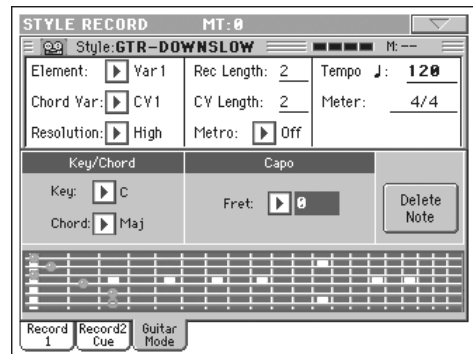 STYLE RECORD MT:0
Style:GTR-DOWNSLOW M:--
Element: Var1 Rec Length: 2 Tempo ♩: 120
Chord Var: CV1 CV Length: 2 Meter: 4/4
Resolution: High Metro: Off
Key/Chord Capo
Key: C
Fret: 0
Chord: Maj
Delete
Note
Record
1
Record2
Cue
Guitar
Mode